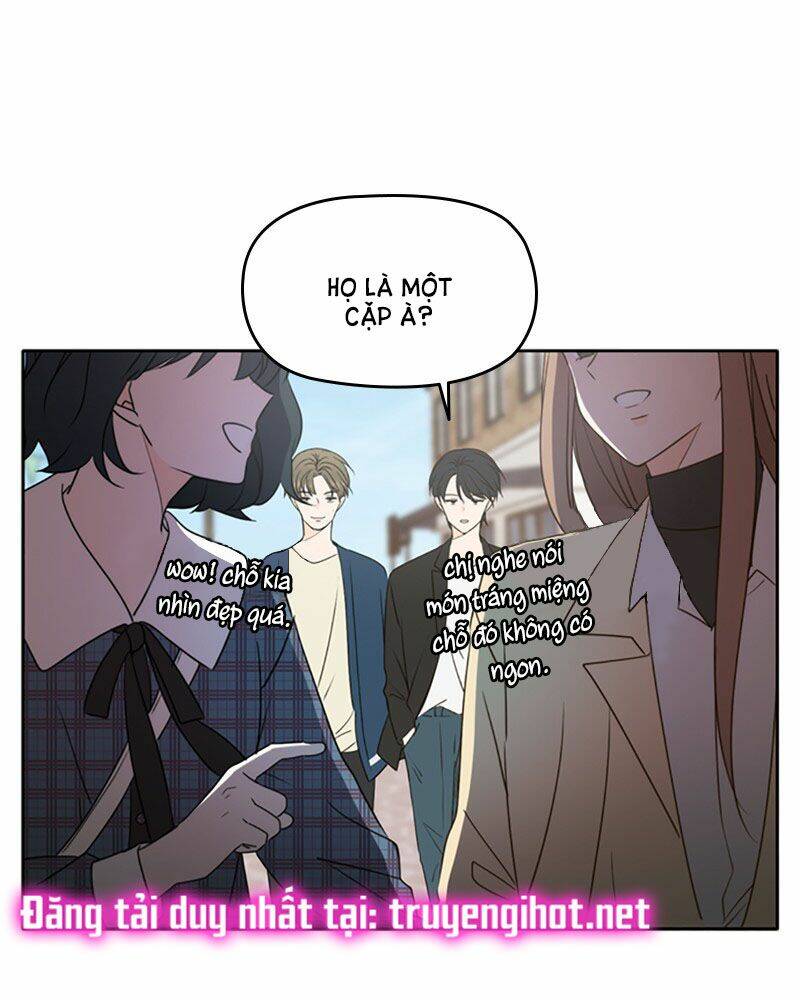 HỌ LÀ MỘT
CẶP À?
wow! chỗ kia
nhìn đẹp quá.
chị nghe nói
món tráng miệng
chỗ đó không có
ngon.
Đăng tải duy nhất tại: truyengihot.net